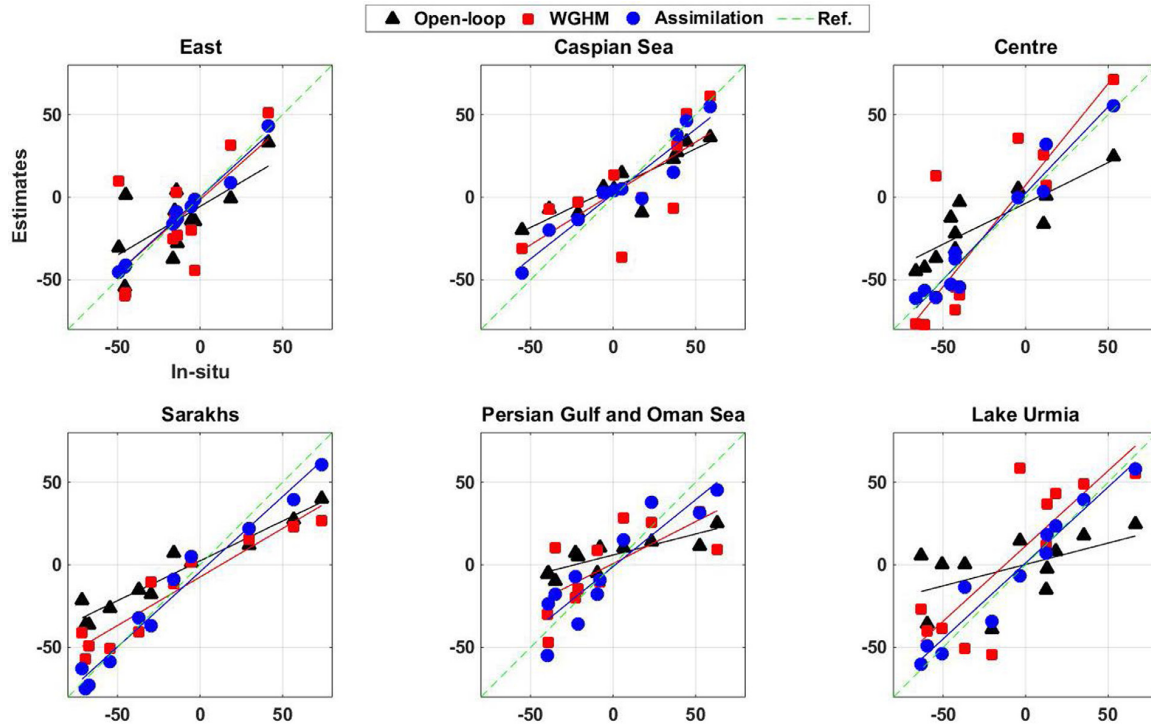 Open-loop WGHM Assimilation Ref.
East Caspian Sea Centre
50 50 50
0 0 0
-50 -50 -50
Estimates
-50 0 50 -50 0 50 -50 0 50
In-situ
Sarakhs Persian Gulf and Oman Sea Lake Urmia
50 50 50
0 0 0
-50 -50 -50
-50 0 50 -50 0 50 -50 0 50